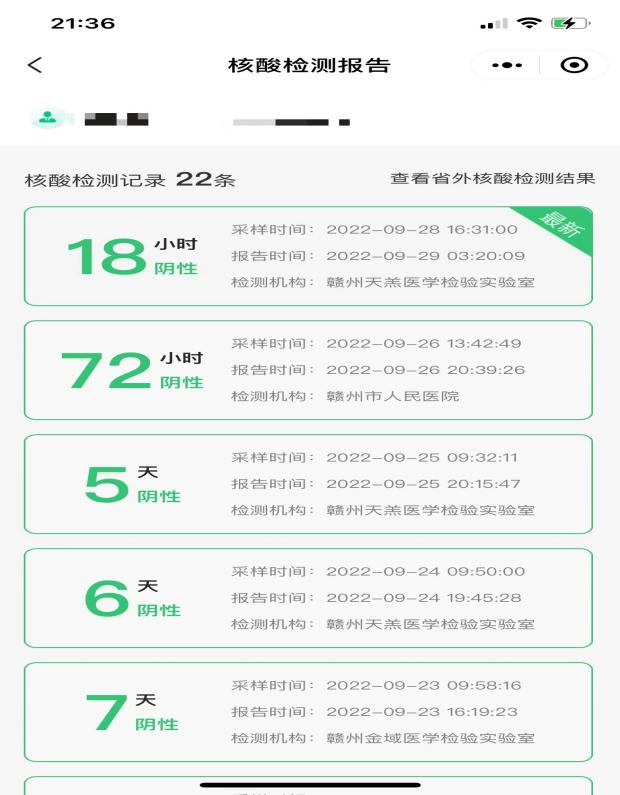 21:36
核酸检测报告
核酸检测记录 22条
查看省外核酸检测结果
最新
18 小时
阴性
采样时间: 2022-09-28 16:31:00
报告时间: 2022-09-29 03:20:09
检测机构: 赣州天羔医学检验实验室
72 小时
阴性
采样时间: 2022-09-26 13:42:49
报告时间: 2022-09-26 20:39:26
检测机构: 赣州市人民医院
5 天
阴性
采样时间: 2022-09-25 09:32:11
报告时间: 2022-09-25 20:15:47
检测机构: 赣州天羔医学检验实验室
6 天
阴性
采样时间: 2022-09-24 09:50:00
报告时间: 2022-09-24 19:45:28
检测机构: 赣州天羔医学检验实验室
7 天
阴性
采样时间: 2022-09-23 09:58:16
报告时间: 2022-09-23 16:19:23
检测机构: 赣州金域医学检验实验室